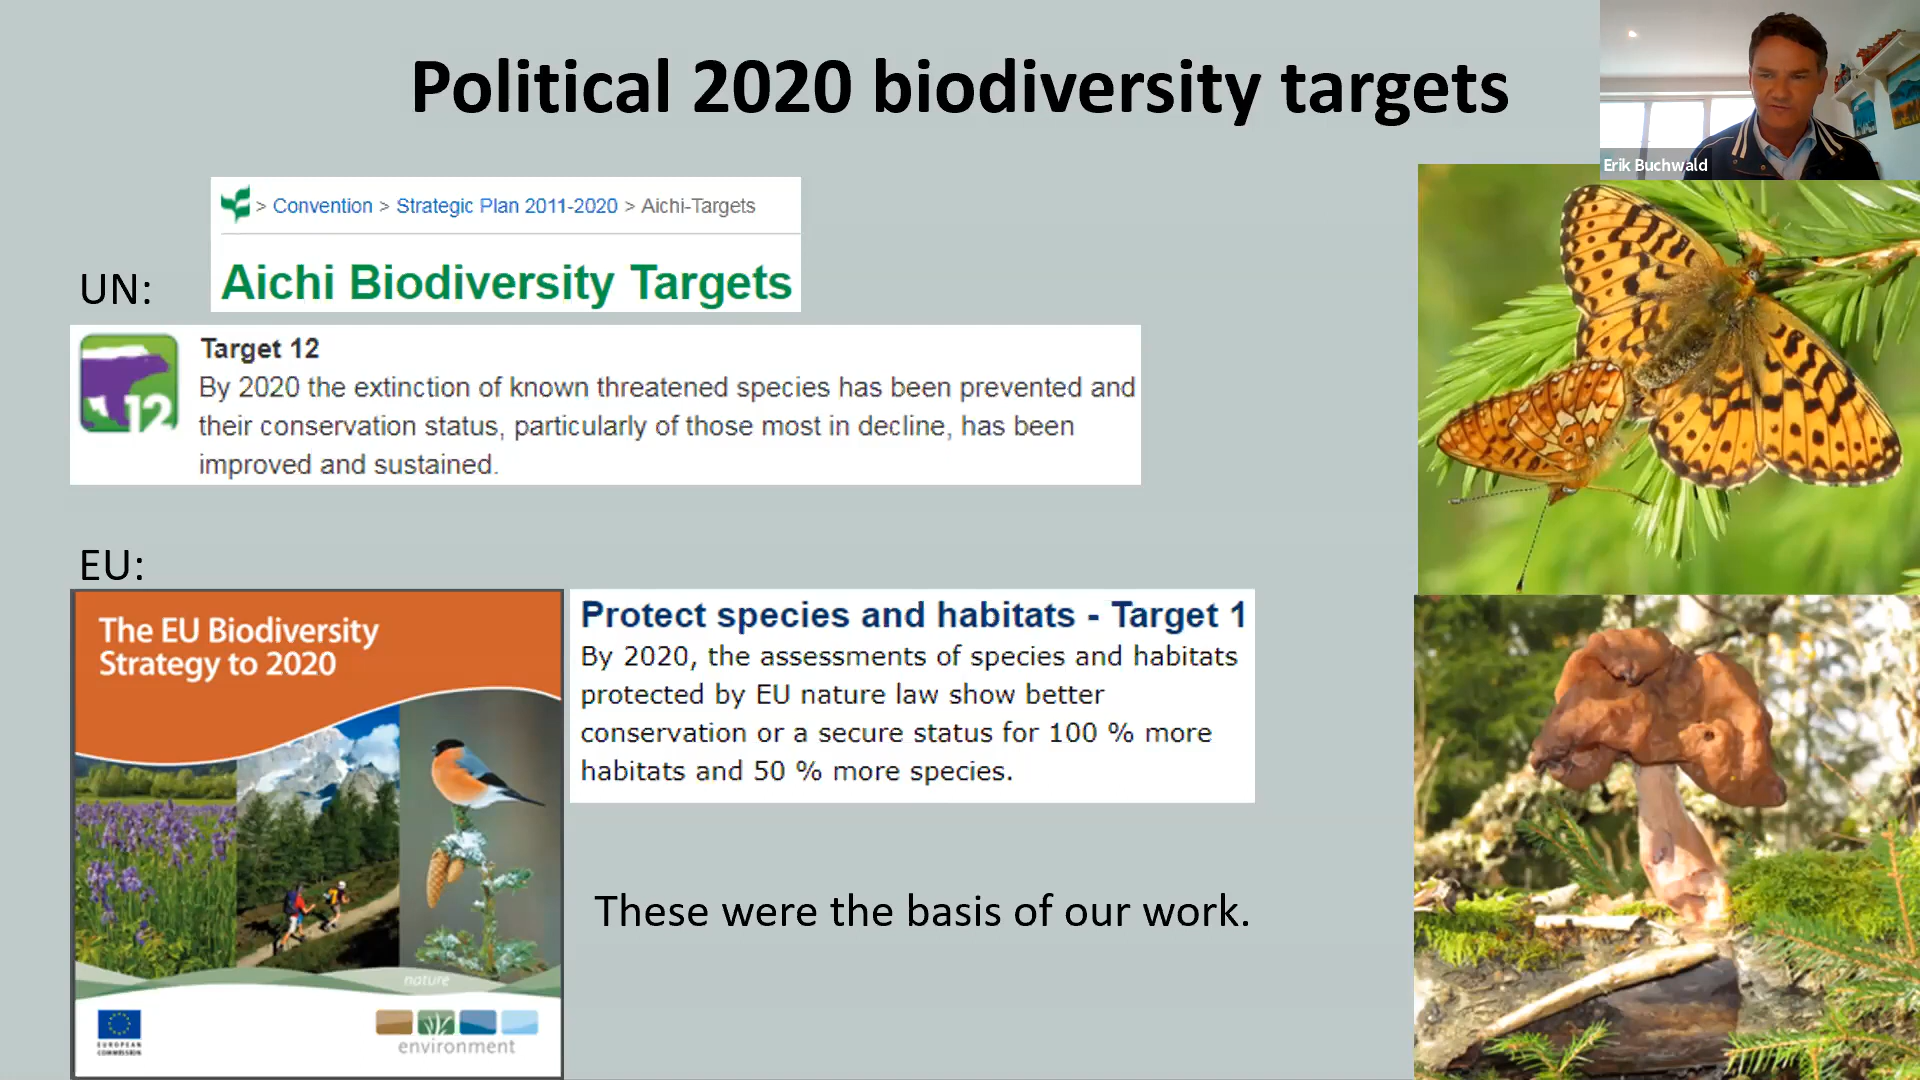 Political 2020 biodiversity targets
Erik Buchwald
> Convention > Strategic Plan 2011-2020 > Aichi-Targets
UN:
Aichi Biodiversity Targets
12
Target 12
By 2020 the extinction of known threatened species has been prevented and
their conservation status, particularly of those most in decline, has been
improved and sustained.
EU:
The EU Biodiversity
Strategy to 2020
nature
EUROPEAN
COMMISSION
environment
Protect species and habitats - Target 1
By 2020, the assessments of species and habitats
protected by EU nature law show better
conservation or a secure status for 100 % more
habitats and 50 % more species.
These were the basis of our work.